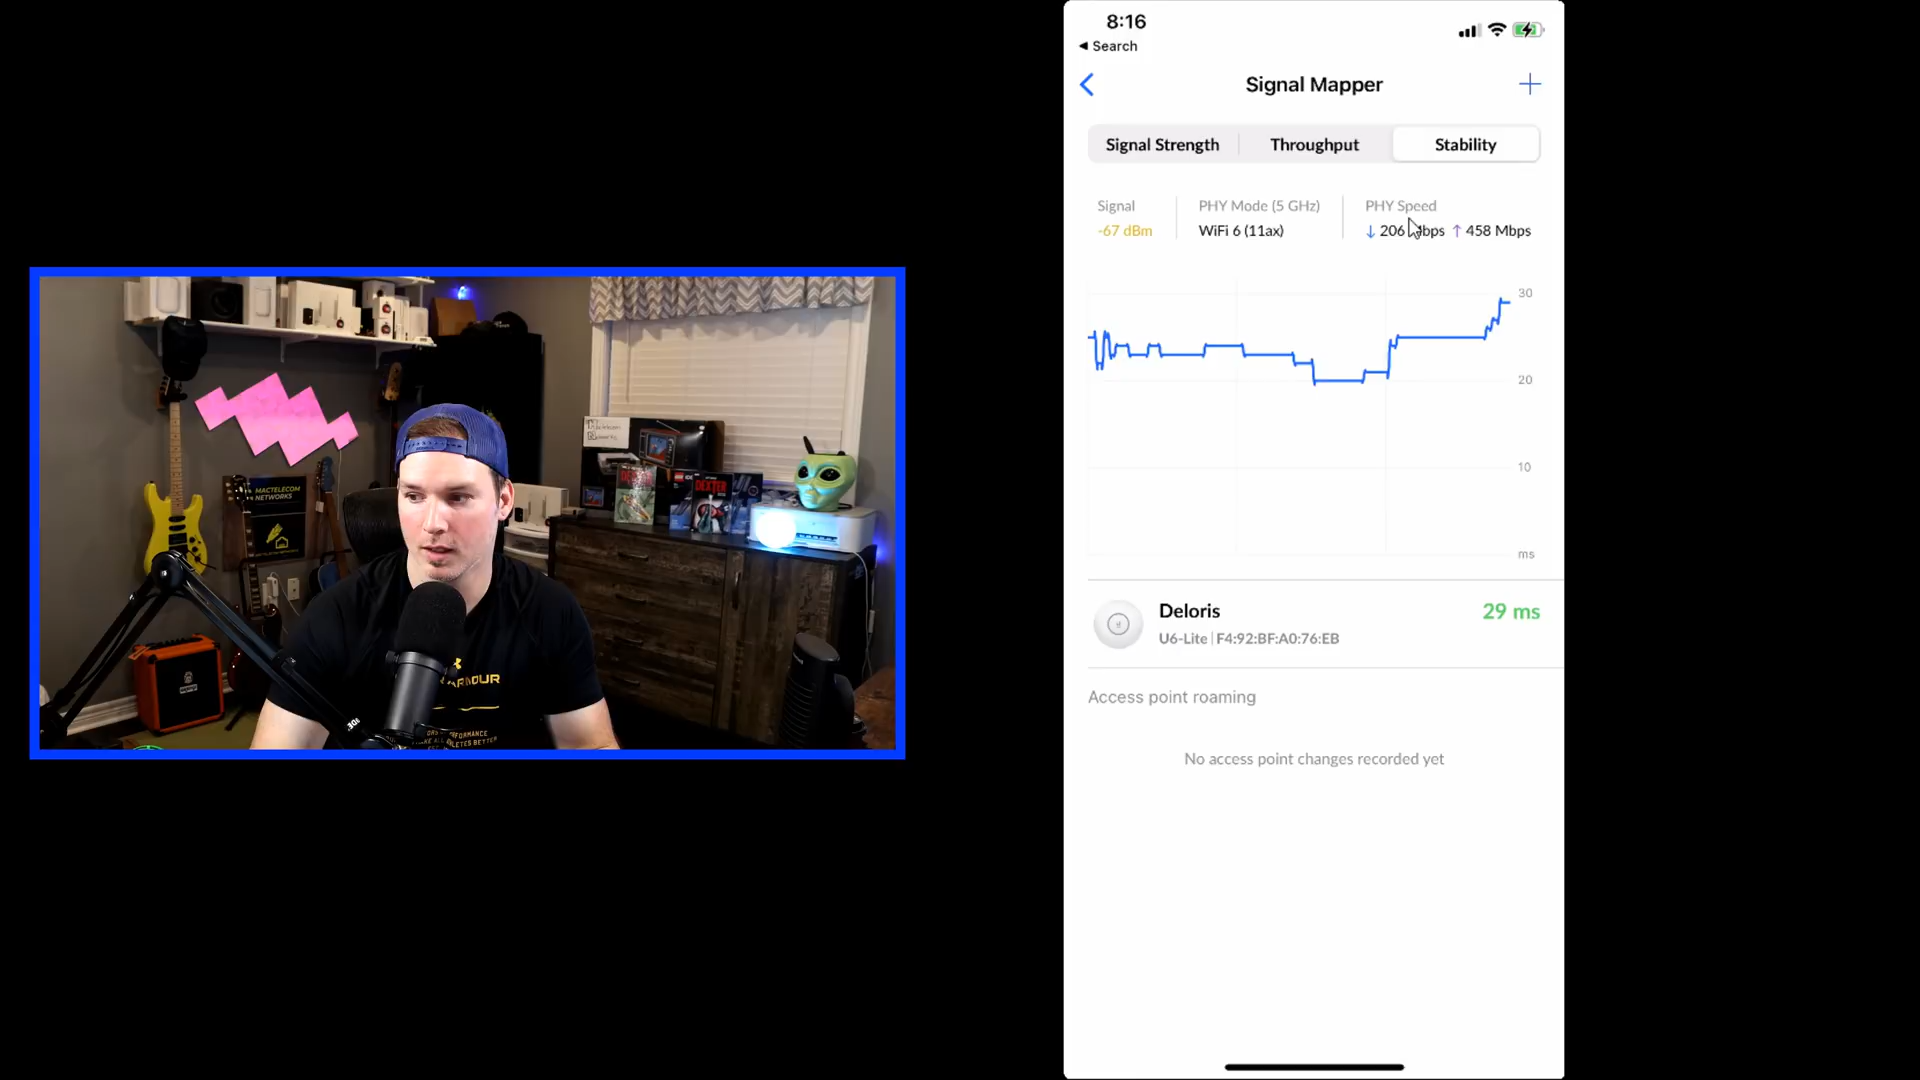 8:16
Search
Signal Mapper
Signal Strength
Throughput
Stability
Signal
PHY Mode (5 GHz)
PHY Speed
-67 dBm
WiFi 6 (11ax)
↓ 206 Mbps ↑ 458 Mbps
30
20
10
ms
Deloris
29 ms
U6-Lite | F4:92:BF:A0:76:EB
Access point roaming
No access point changes recorded yet
MACTELECOM
NETWORKS
DEXTER
DEXTER